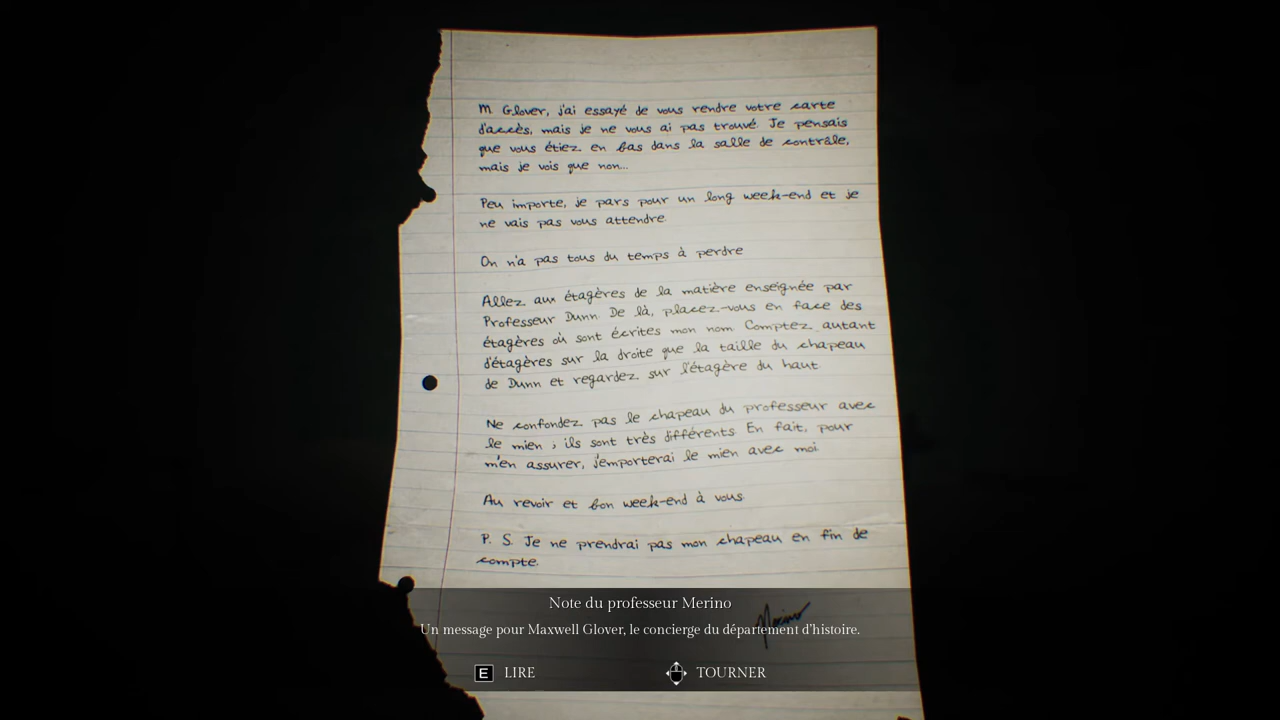 M. Glover, j'ai essayé de vous rendre votre carte
d'accès, mais je ne vous ai pas trouvé. Je pensais
que vous étiez en bas dans la salle de contrôle,
mais je vois que non...
Peu importe, je pars pour un long week-end et je
ne vais pas vous attendre.
On n'a pas tous du temps à perdre
Allez aux étagères de la matière enseignée par
Professeur Dunn. De là, placez-vous en face des
étagères où sont écrites mon nom. Comptez autant
d'étagères sur la droite que la taille du chapeau
de Dunn et regardez sur l'étagère du haut.
Ne confondez pas le chapeau du professeur avec
le mien ; ils sont très différents. En fait, pour
m'en assurer, j'emporterai le mien avec moi.
Au revoir et bon week-end à vous.
P. S. Je ne prendrai pas mon chapeau en fin de
compte.
Note du professeur Merino
Merino
Un message pour Maxwell Glover, le concierge du département d'histoire.
E LIRE
TOURNER